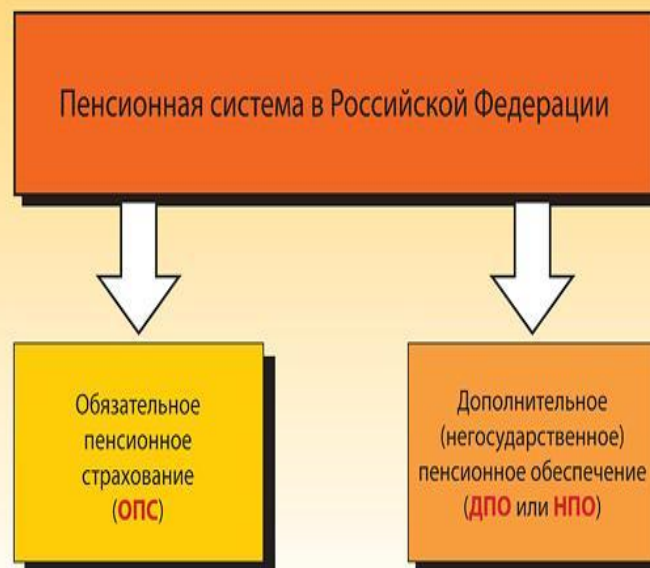 Пенсионная система в Российской Федерации
Обязательное
пенсионное
страхование
(ОПС)
Дополнительное
(негосударственное)
пенсионное обеспечение
(ДПО или НПО)